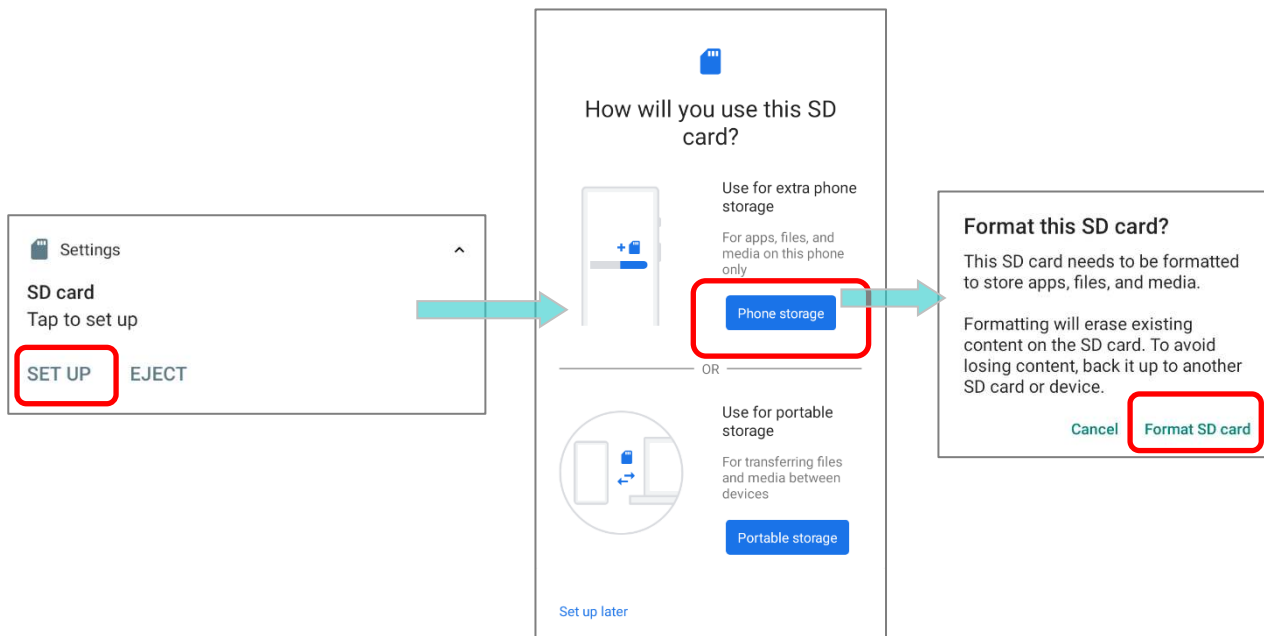 Settings
SD card
Tap to set up
SET UP EJECT
How will you use this SD
card?
Use for extra phone
storage
For apps, files, and
media on this phone
only
Phone storage
OR
Use for portable
storage
For transferring files
and media between
devices
Portable storage
Set up later
Format this SD card?
This SD card needs to be formatted
to store apps, files, and media.
Formatting will erase existing
content on the SD card. To avoid
losing content, back it up to another
SD card or device.
Cancel Format SD card